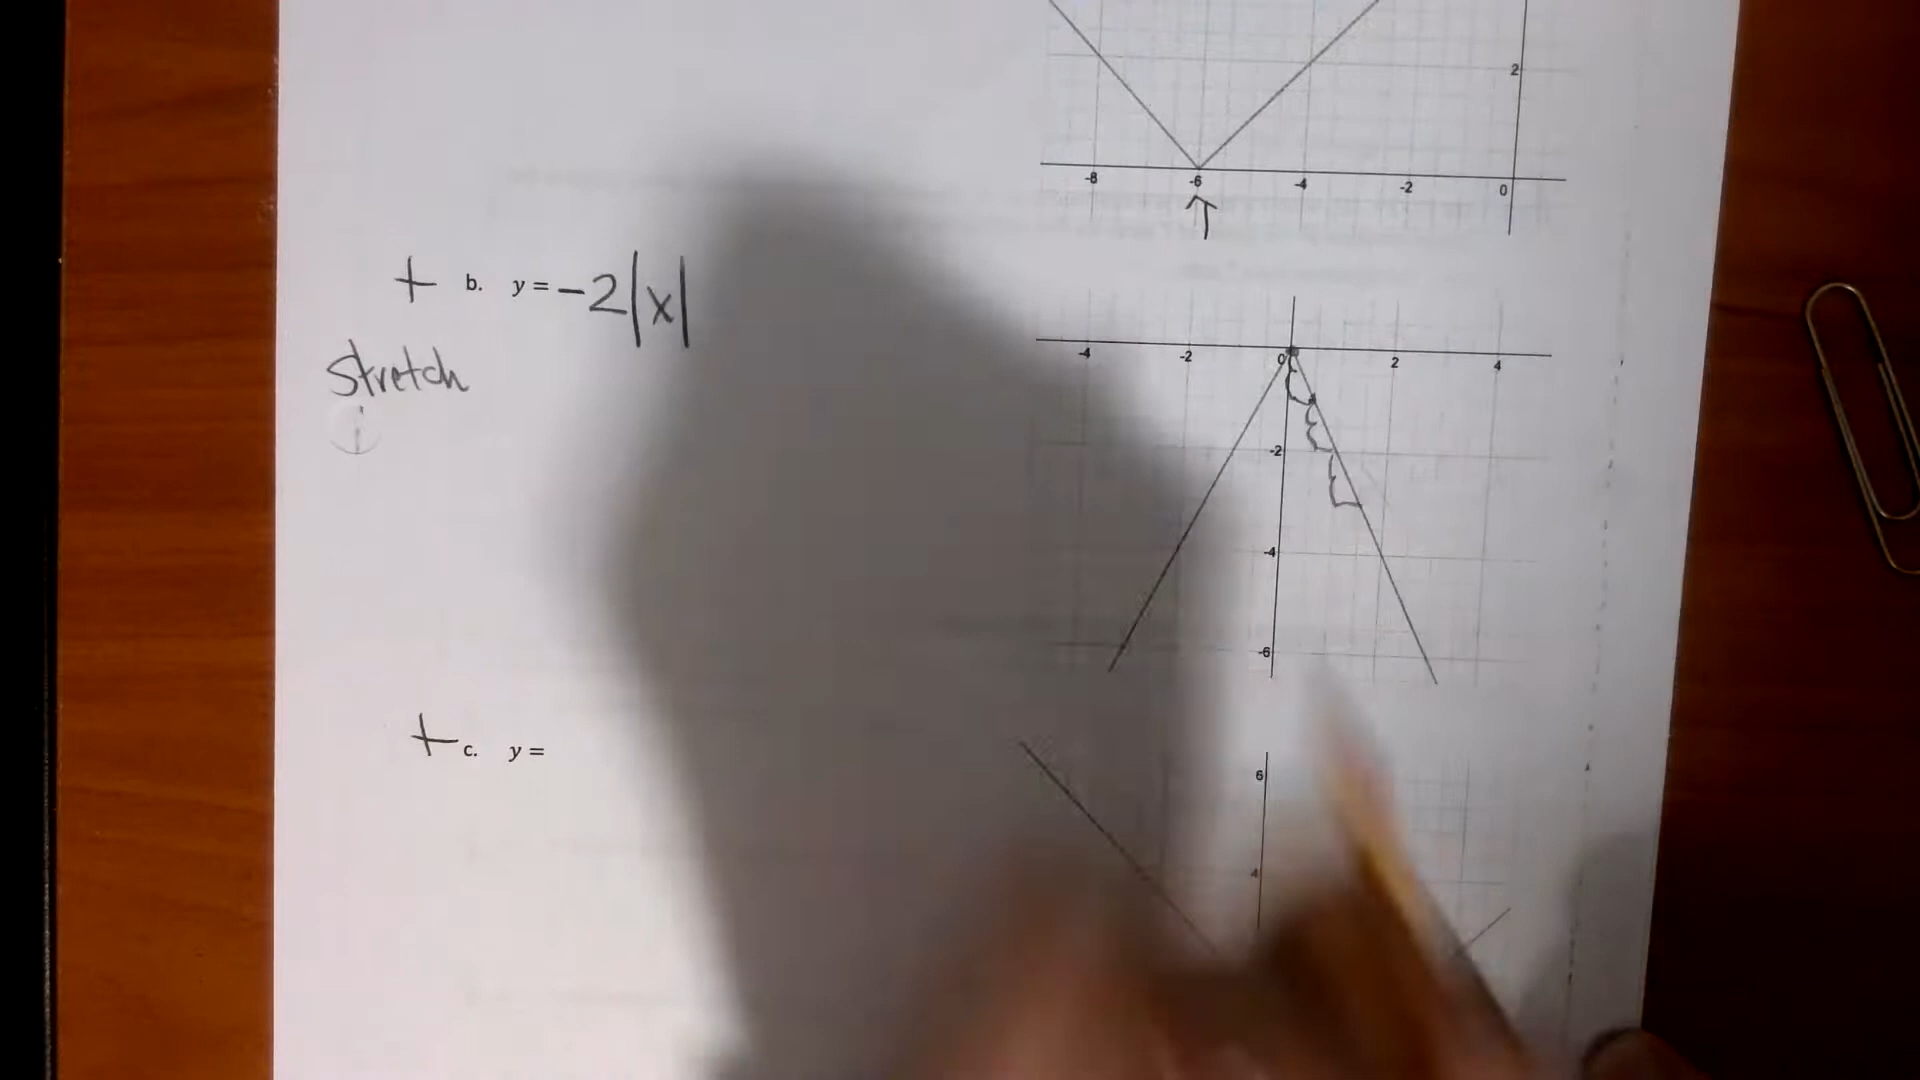 2
-8 -6 -4 -2 0
+ b. y = -2|x|
Stretch
-4 -2 0 2 4
-2
-4
-6
+ c. y =
6
4